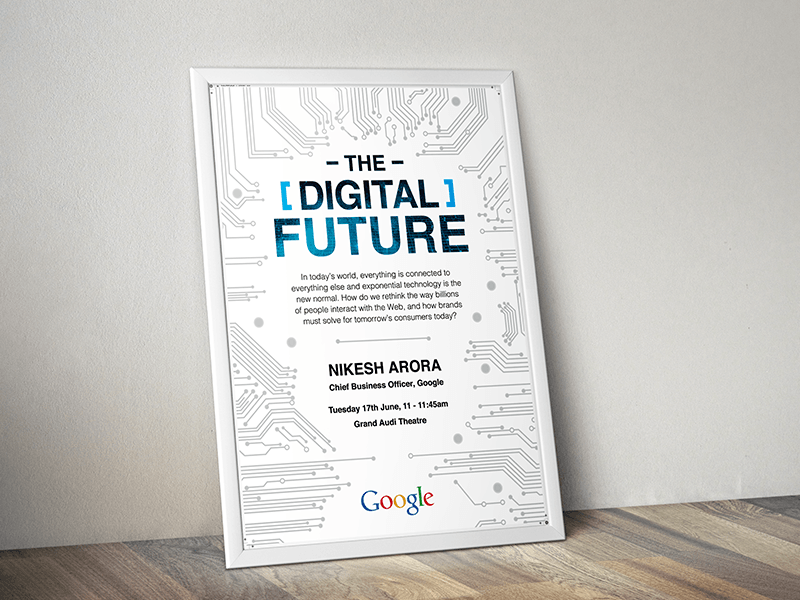 – THE –
[ DIGITAL ]
FUTURE
In today's world, everything is connected to
everything else and exponential technology is the
new normal. How do we rethink the way billions
of people interact with the Web, and how brands
must solve for tomorrow's consumers today?
NIKESH ARORA
Chief Business Officer, Google
Tuesday 17th June, 11 - 11:45am
Grand Audi Theatre
Google